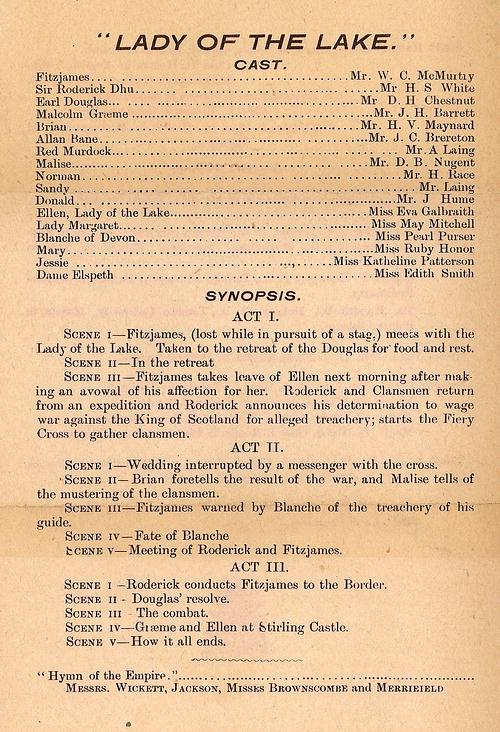 "LADY OF THE LAKE."
CAST.
Fitzjames.......................................Mr. W. C. McMurtry
Sir Roderick Dhu.......................................Mr H. S White
Earl Douglas.......................................Mr D. H Chestnut
Malcolm Græme.......................................Mr. J. H. Barrett
Brian.......................................Mr. H. V. Maynard
Allan Bane.......................................Mr. J. C. Brereton
Red Murdock.......................................Mr. A Laing
Malise.......................................Mr. D. B. Nugent
Norman.......................................Mr. H. Race
Sandy.......................................Mr. Laing
Donald.......................................Mr. J Hume
Ellen, Lady of the Lake.......................................Miss Eva Galbraith
Lady Margaret.......................................Miss May Mitchell
Blanche of Devon.......................................Miss Pearl Purser
Mary.......................................Miss Ruby Honor
Jessie.......................................Miss Katheline Patterson
Dame Elspeth.......................................Miss Edith Smith
SYNOPSIS.
ACT I.
SCENE I—Fitzjames, (lost while in pursuit of a stag,) meets with the
Lady of the Lake. Taken to the retreat of the Douglas for food and rest.
SCENE II—In the retreat
SCENE III—Fitzjames takes leave of Ellen next morning after mak-
ing an avowal of his affection for her. Roderick and Clansmen return
from an expedition and Roderick announces his determination to wage
war against the King of Scotland for alleged treachery; starts the Fiery
Cross to gather clansmen.
ACT II.
SCENE I—Wedding interrupted by a messenger with the cross.
SCENE II—Brian foretells the result of the war, and Malise tells of
the mustering of the clansmen.
SCENE III—Fitzjames warned by Blanche of the treachery of his
guide.
SCENE IV—Fate of Blanche
SCENE V—Meeting of Roderick and Fitzjames.
ACT III.
SCENE I–Roderick conducts Fitzjames to the Border.
SCENE II - Douglas' resolve.
SCENE III - The combat.
SCENE IV—Græme and Ellen at Stirling Castle.
SCENE V—How it all ends.
"Hymn of the Empire.".......................................
MESSRS. WICKETT, JACKSON, MISSES BROWNSCOMBE and MERRIFIELD